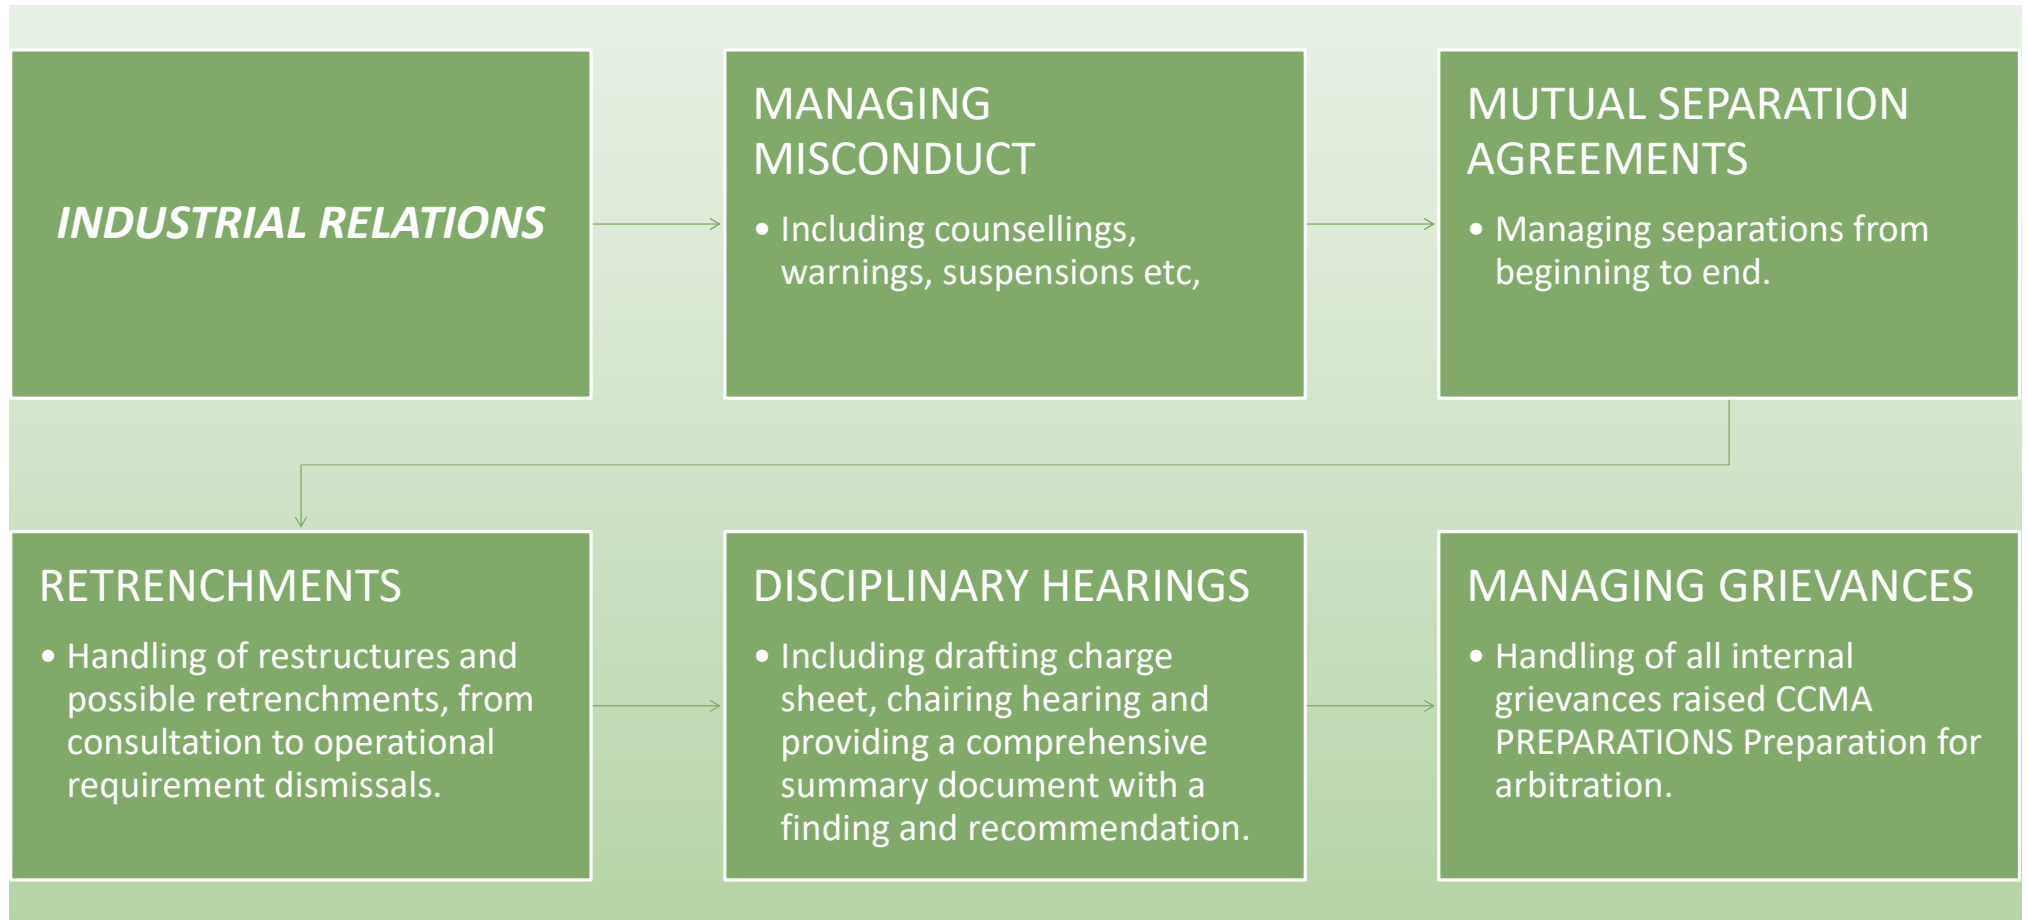 INDUSTRIAL RELATIONS
MANAGING
MISCONDUCT
• Including counsellings,
warnings, suspensions etc,
MUTUAL SEPARATION
AGREEMENTS
• Managing separations from
beginning to end.
RETRENCHMENTS
• Handling of restructures and
possible retrenchments, from
consultation to operational
requirement dismissals.
DISCIPLINARY HEARINGS
• Including drafting charge
sheet, chairing hearing and
providing a comprehensive
summary document with a
finding and recommendation.
MANAGING GRIEVANCES
• Handling of all internal
grievances raised CCMA
PREPARATIONS Preparation for
arbitration.